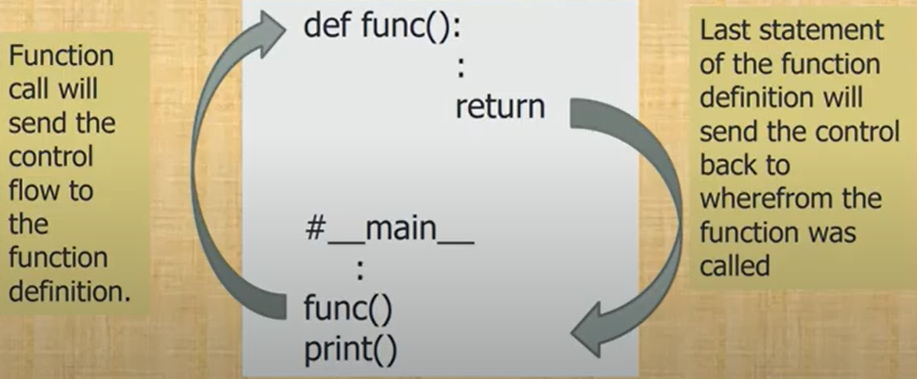 Function
call will
send the
control
flow to
the
function
definition.
def func():
:
return
#__main__
:
func()
print()
Last statement
of the function
definition will
send the control
back to
wherefrom the
function was
called